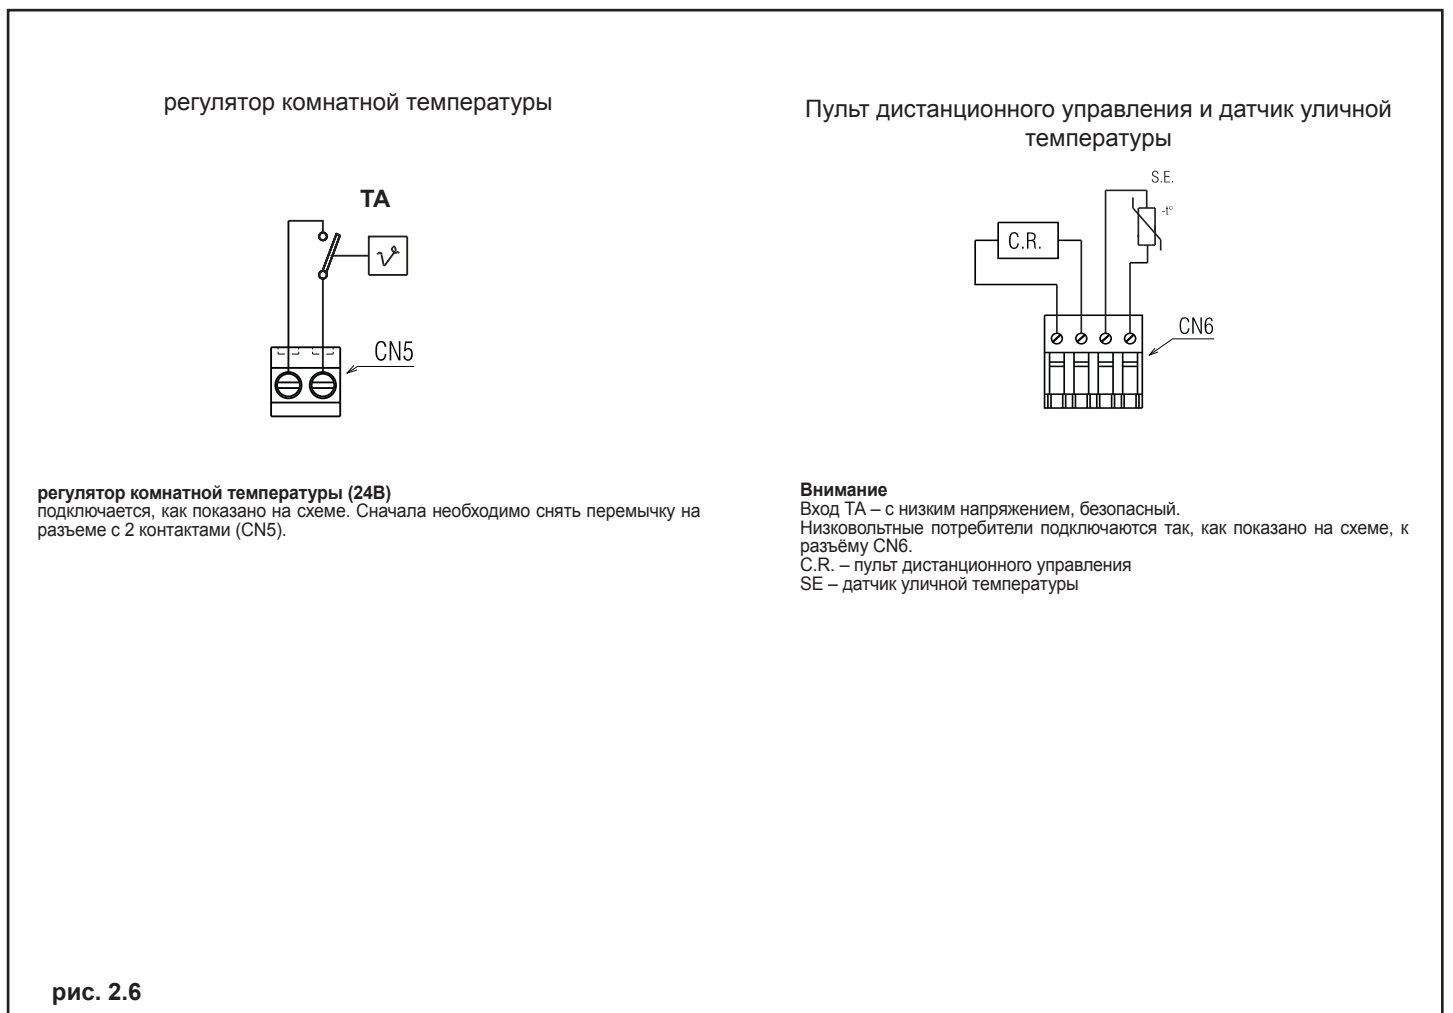 регулятор комнатной температуры
TA
CN5
регулятор комнатной температуры (24В)
подключается, как показано на схеме. Сначала необходимо снять перемычку на
разъеме с 2 контактами (CN5).
Пульт дистанционного управления и датчик уличной
температуры
S.E.
-t°
C.R.
CN6
Внимание
Вход ТА – с низким напряжением, безопасный.
Низковольтные потребители подключаются так, как показано на схеме, к
разъёму CN6.
C.R. – пульт дистанционного управления
SE – датчик уличной температуры
рис. 2.6